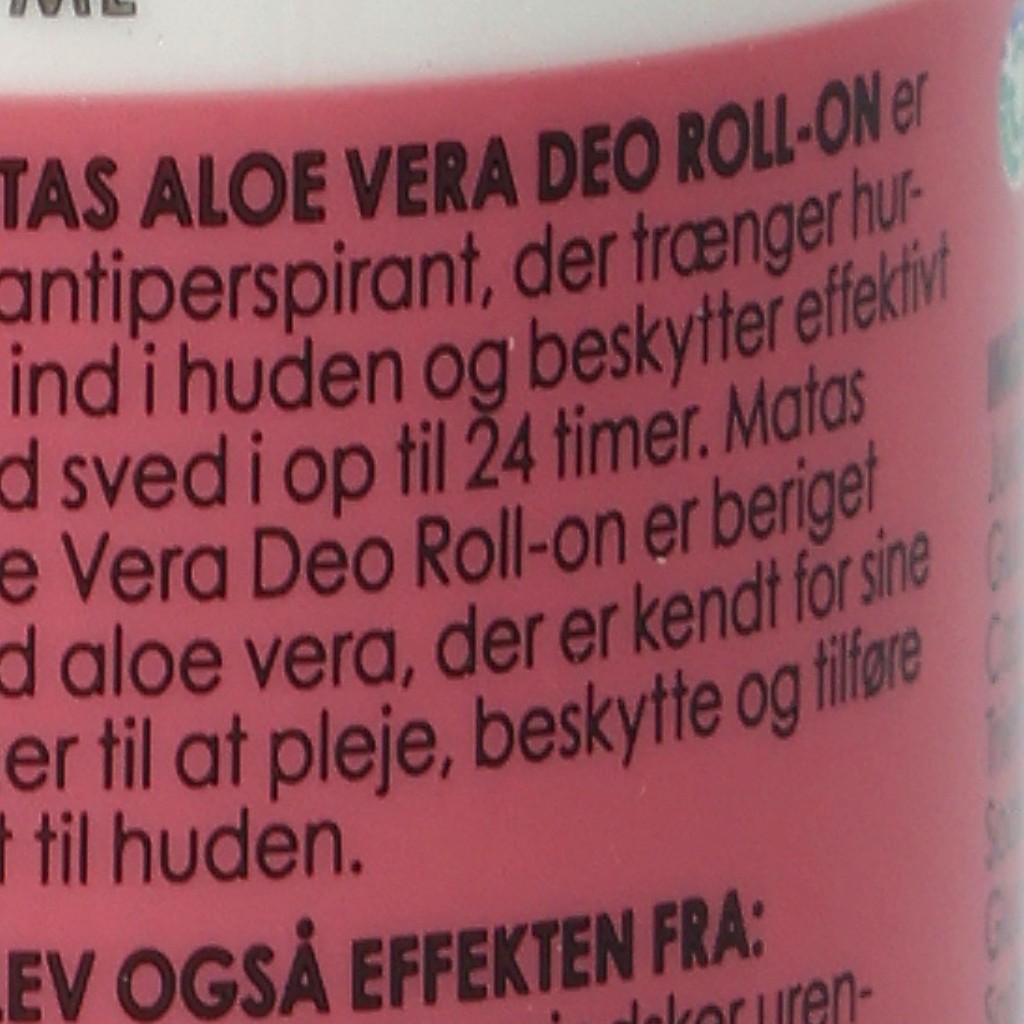 TAS ALOE VERA DEO ROLL-ON er
antiperspirant, der trænger hur-
ind i huden og beskytter effektivt
d sved i op til 24 timer. Matas
e Vera Deo Roll-on er beriget
d aloe vera, der er kendt for sine
er til at pleje, beskytte og tilføre
t til huden.
LEV OGSÅ EFFEKTEN FRA:
uren-